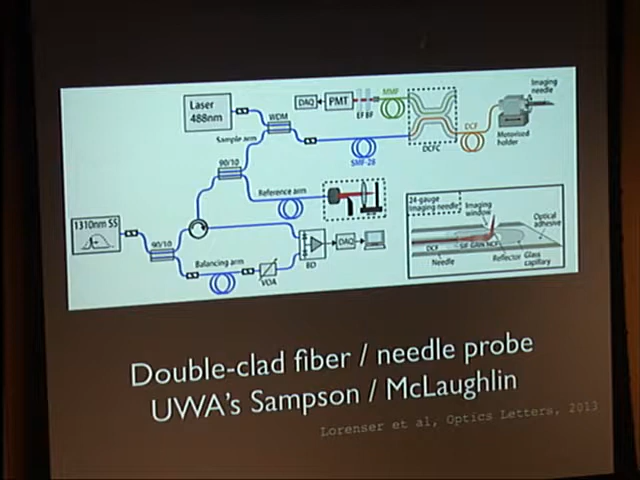 Laser
488nm
WDM
DAQ
PMT
EF BF
MMF
DCFC
DCF
Imaging
needle
Motorised
holder
Sample arm
SMF-28
90/10
Reference arm
1310nm SS
90/10
Balancing arm
VOA
BD
DAQ
24-gauge
imaging needle
Imaging
window
Optical
adhesive
DCF
Needle
Reflector
Glass
capillary
Double-clad fiber / needle probe
UWA's Sampson / McLaughlin
Lorenser et al, Optics Letters, 2013